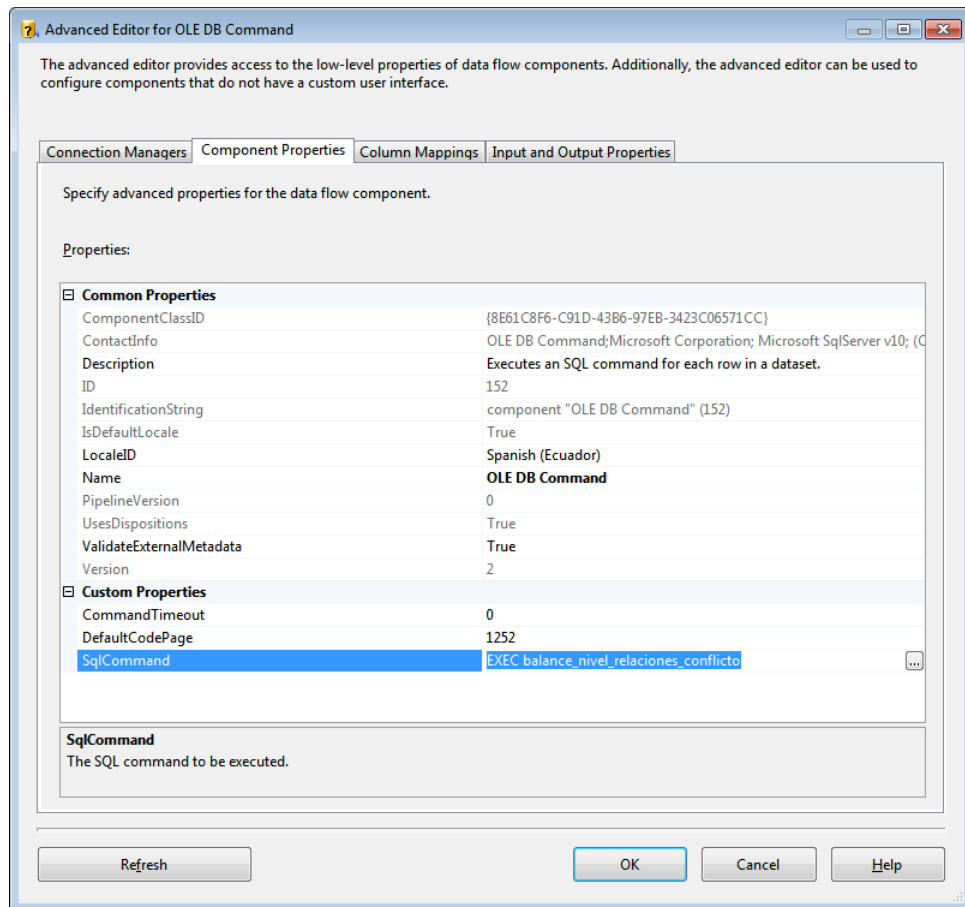 Advanced Editor for OLE DB Command
The advanced editor provides access to the low-level properties of data flow components. Additionally, the advanced editor can be used to
configure components that do not have a custom user interface.
Connection Managers Component Properties Column Mappings Input and Output Properties
Specify advanced properties for the data flow component.
Properties:
Common Properties
ComponentClassID {8E61C8F6-C91D-43B6-97EB-3423C06571CC}
ContactInfo OLE DB Command;Microsoft Corporation; Microsoft SqlServer v10; (C
Description Executes an SQL command for each row in a dataset.
ID 152
IdentificationString component "OLE DB Command" (152)
IsDefaultLocale True
LocaleID Spanish (Ecuador)
Name OLE DB Command
PipelineVersion 0
UsesDispositions True
ValidateExternalMetadata True
Version 2
Custom Properties
CommandTimeout 0
DefaultCodePage 1252
SqlCommand EXEC balance_nivel_relaciones_conflicto ...
SqlCommand
The SQL command to be executed.
Refresh OK Cancel Help